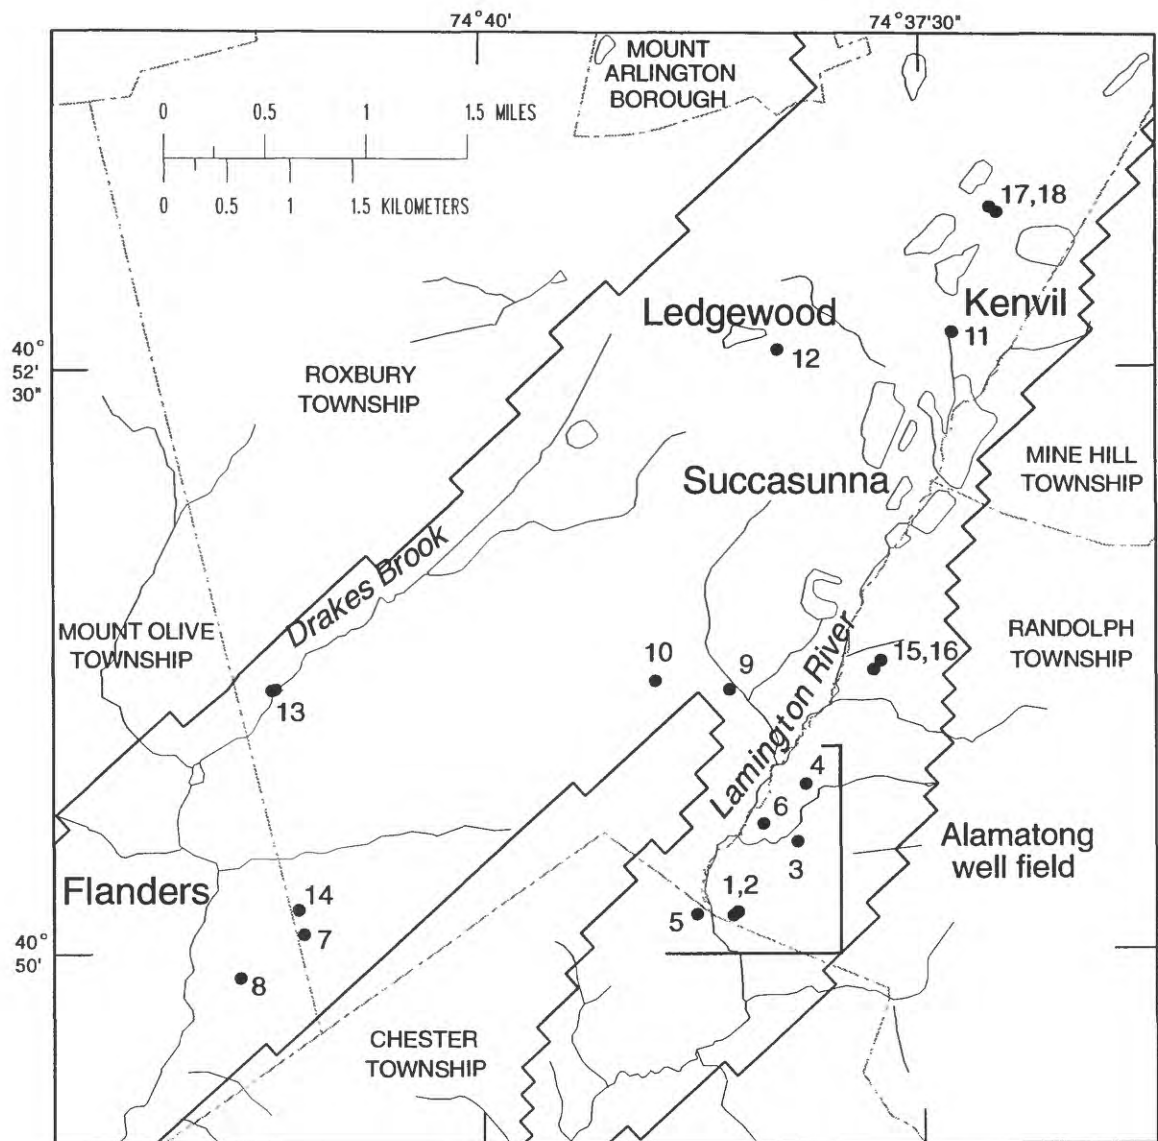 74°40'
74°37'30"
MOUNT
ARLINGTON
BOROUGH
0 0.5 1 1.5 MILES
0 0.5 1 1.5 KILOMETERS
17,18
Ledgewood
Kenvil
11
12
40°
52'
30"
ROXBURY
TOWNSHIP
MINE HILL
TOWNSHIP
Succasunna
Drakes Brook
MOUNT OLIVE
TOWNSHIP
RANDOLPH
TOWNSHIP
15,16
10
9
13
Lamington River
4
6
3
Alamatong
well field
Flanders
14
1,2
5
7
40°
50'
8
CHESTER
TOWNSHIP